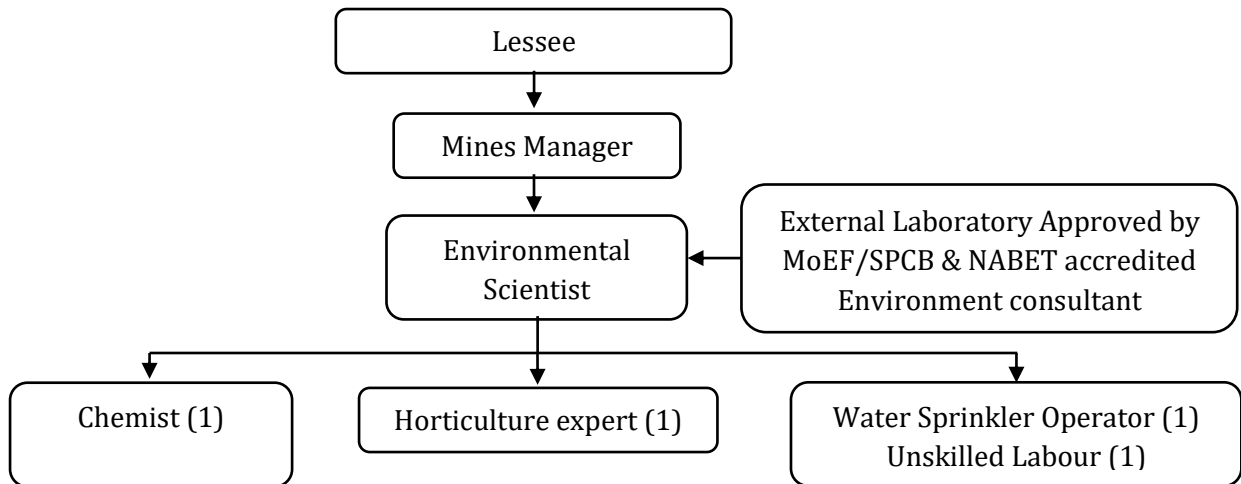 Lessee
Mines Manager
Environmental
Scientist
External Laboratory Approved by
MoEF/SPCB & NABET accredited
Environment consultant
Chemist (1)
Horticulture expert (1)
Water Sprinkler Operator (1)
Unskilled Labour (1)